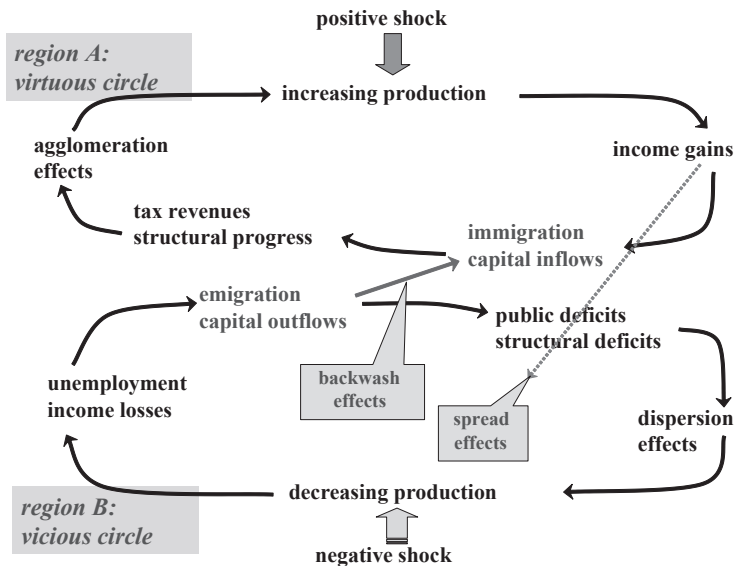 positive shock
region A:
virtuous circle
increasing production
agglomeration
effects
income gains
tax revenues
structural progress
immigration
capital inflows
emigration
capital outflows
public deficits
structural deficits
backwash
effects
unemployment
income losses
spread
effects
dispersion
effects
decreasing production
region B:
vicious circle
negative shock